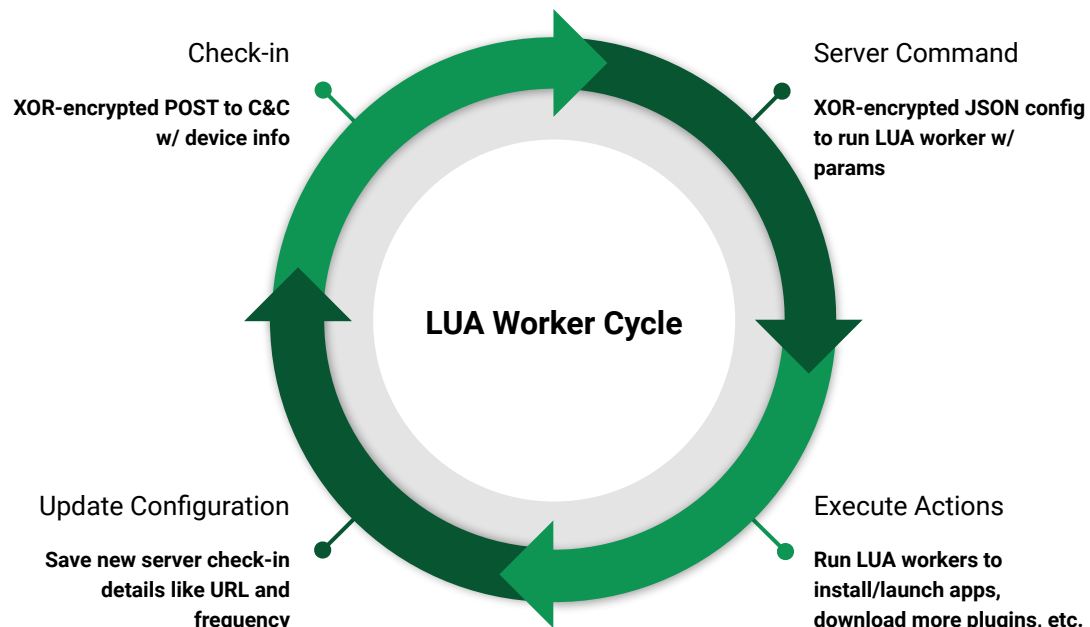 Check-in
XOR-encrypted POST to C&C
w/ device info
Server Command
XOR-encrypted JSON config
to run LUA worker w/
params
LUA Worker Cycle
Update Configuration
Save new server check-in
details like URL and
frequency
Execute Actions
Run LUA workers to
install/launch apps,
download more plugins, etc.